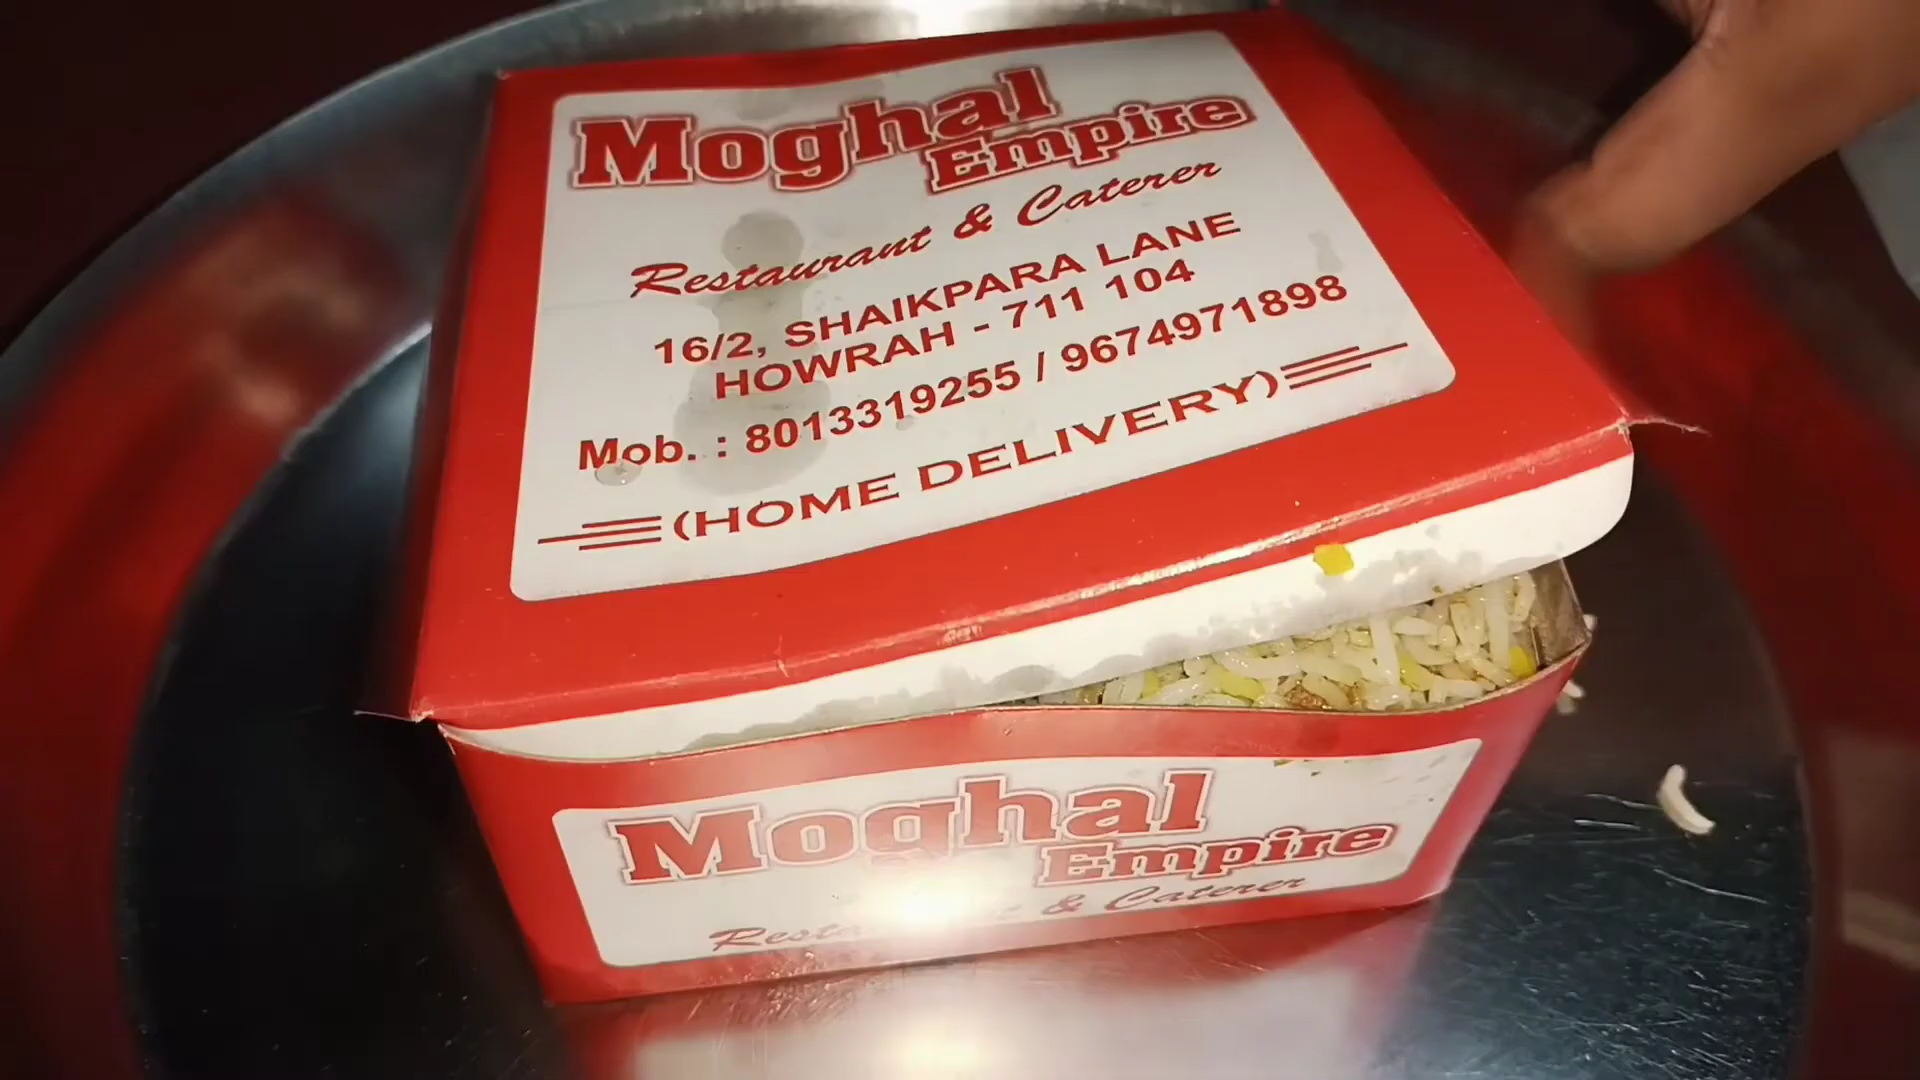 Moghal
Empire
Restaurant & Caterer
16/2, SHAIKPARA LANE
HOWRAH - 711 104
Mob. : 8013319255 / 9674971898
(HOME DELIVERY)
Moghal
Empire
& Caterer